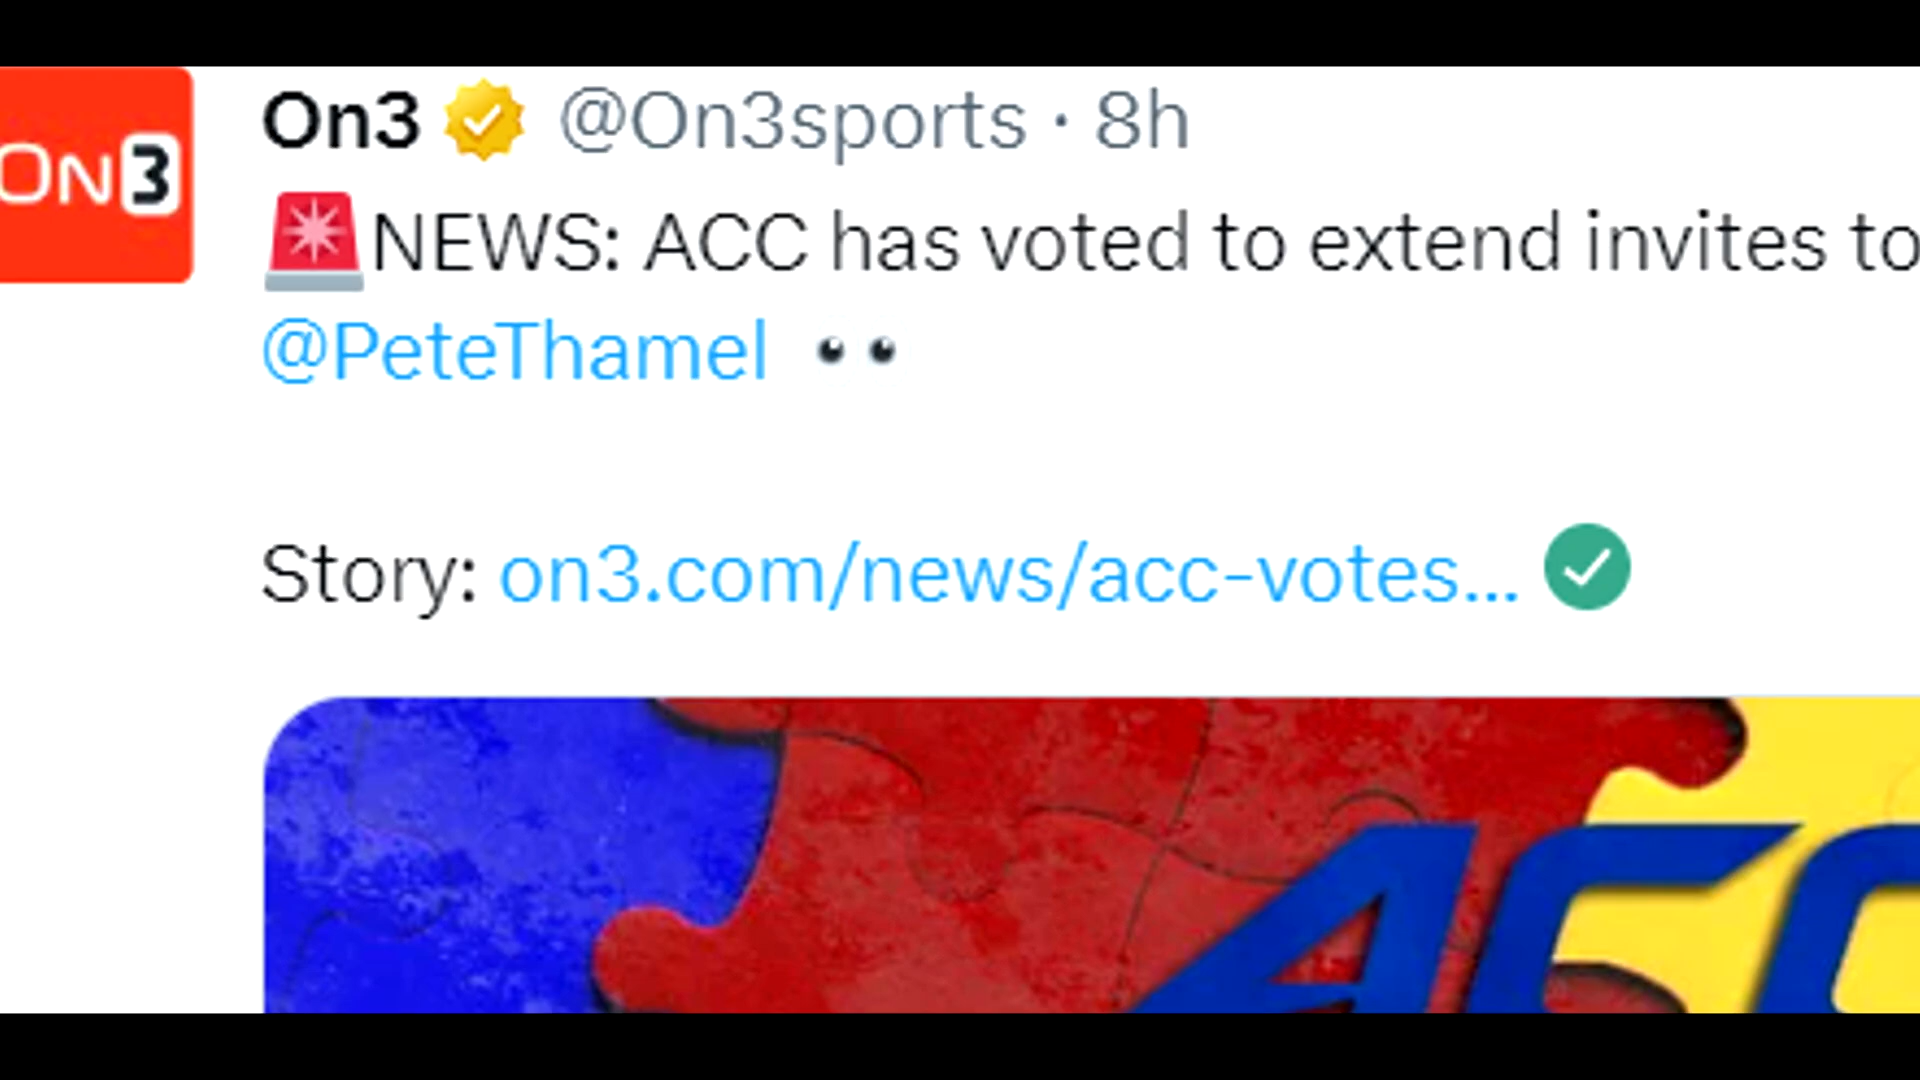 ON3
On3 @On3sports · 8h
🚨NEWS: ACC has voted to extend invites to
@PeteThamel 👀
Story: on3.com/news/acc-votes...
ACC